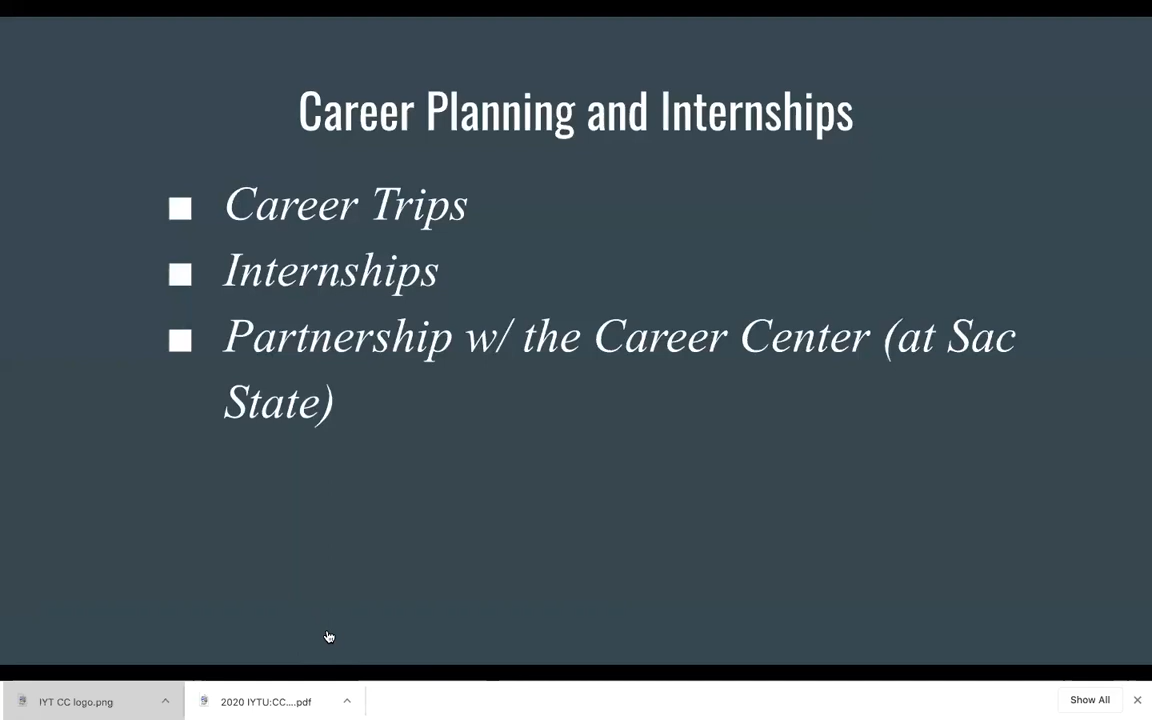 Career Planning and Internships
Career Trips
Internships
Partnership w/ the Career Center (at Sac
State)
IYT CC logo.png
2020 IYTU:CC....pdf
Show All